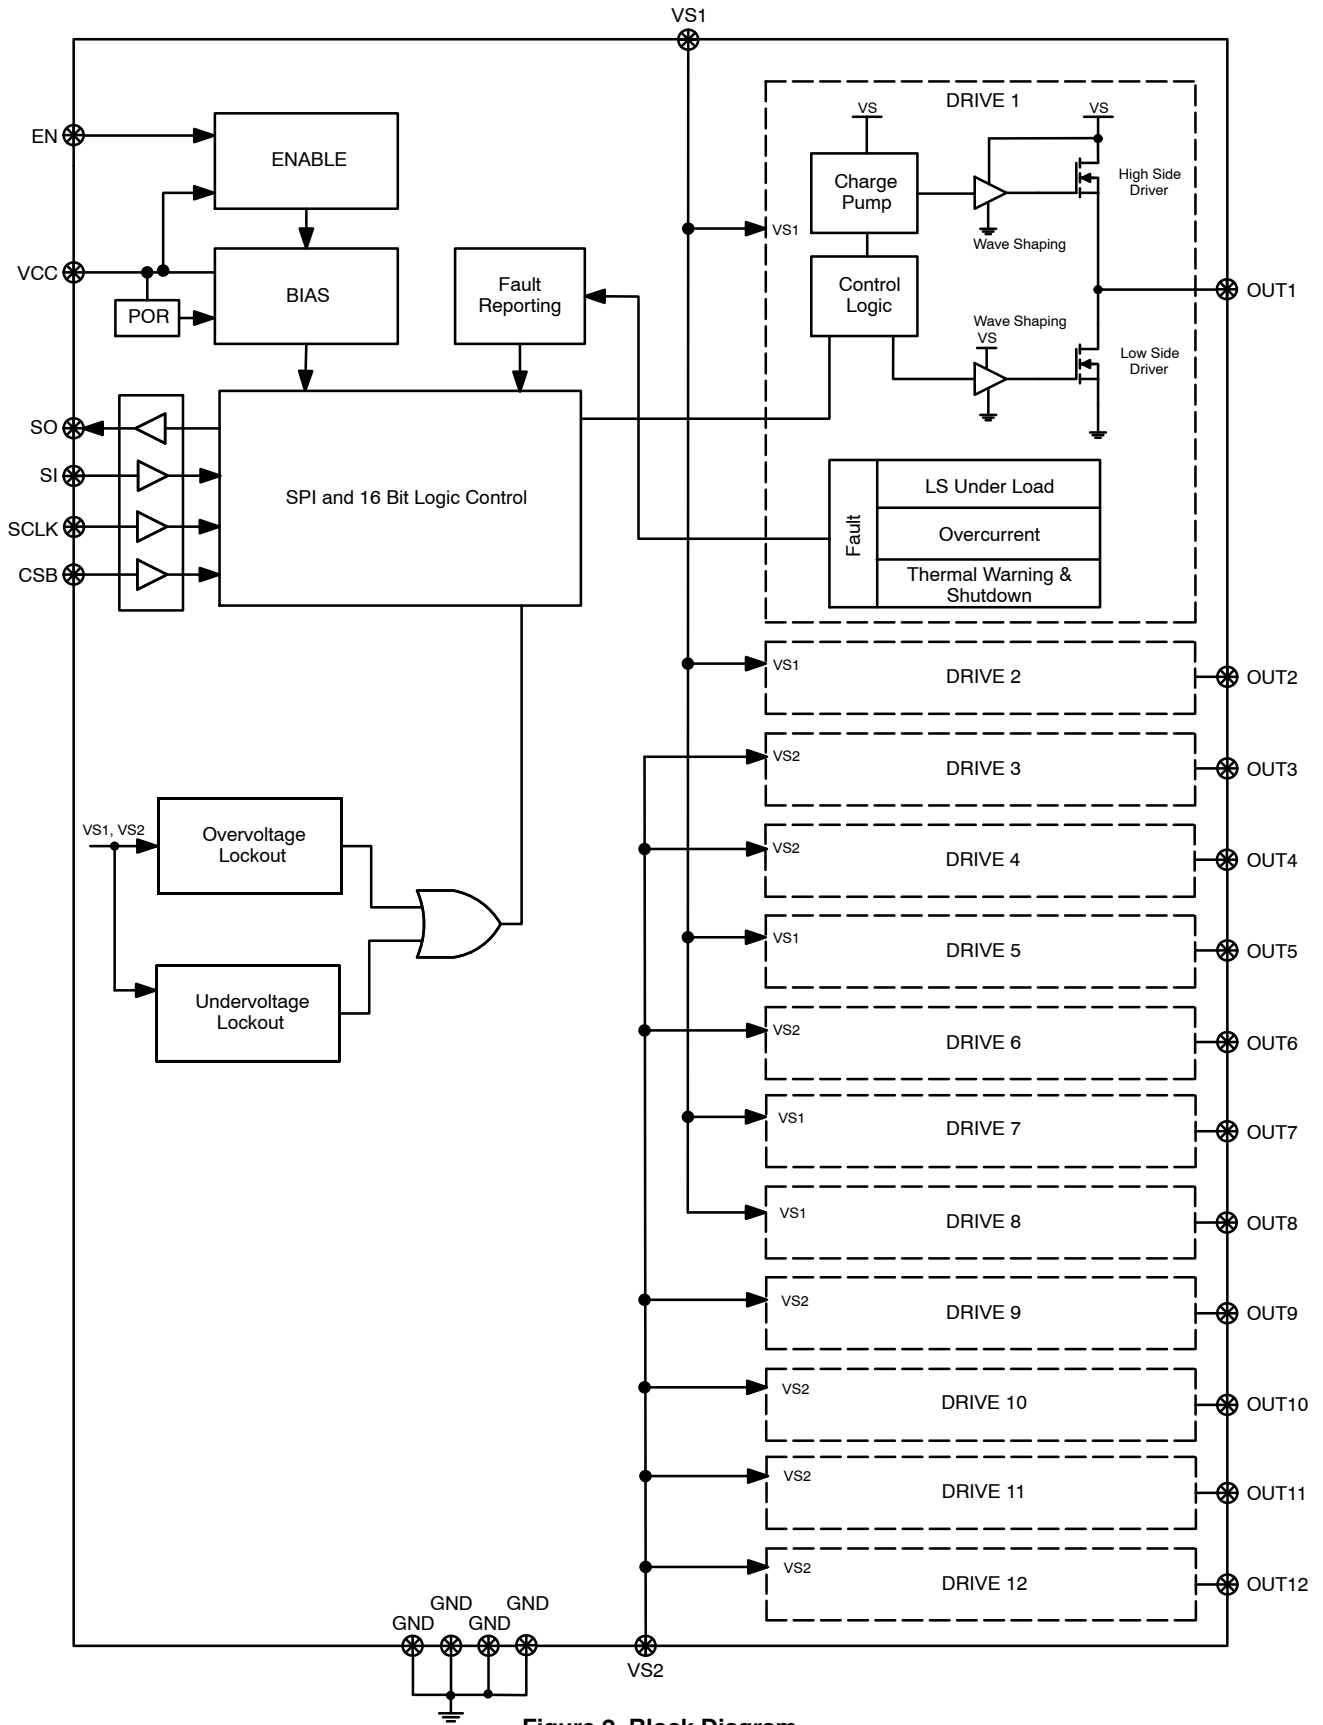 VS1
EN
ENABLE
VCC
BIAS
POR
Fault
Reporting
SO
SI
SCLK
CSB
SPI and 16 Bit Logic Control
DRIVE 1
VS
VS
Charge
Pump
High Side
Driver
VS1
Wave Shaping
Control
Logic
OUT1
Wave Shaping
VS
Low Side
Driver
Fault
LS Under Load
Overcurrent
Thermal Warning &
Shutdown
VS1
DRIVE 2
OUT2
VS2
DRIVE 3
OUT3
VS1, VS2
Overvoltage
Lockout
VS2
DRIVE 4
OUT4
VS1
DRIVE 5
OUT5
Undervoltage
Lockout
VS2
DRIVE 6
OUT6
VS1
DRIVE 7
OUT7
VS1
DRIVE 8
OUT8
VS2
DRIVE 9
OUT9
VS2
DRIVE 10
OUT10
VS2
DRIVE 11
OUT11
VS2
DRIVE 12
OUT12
GND
GND
GND
GND
VS2
Figure 2. Block Diagram